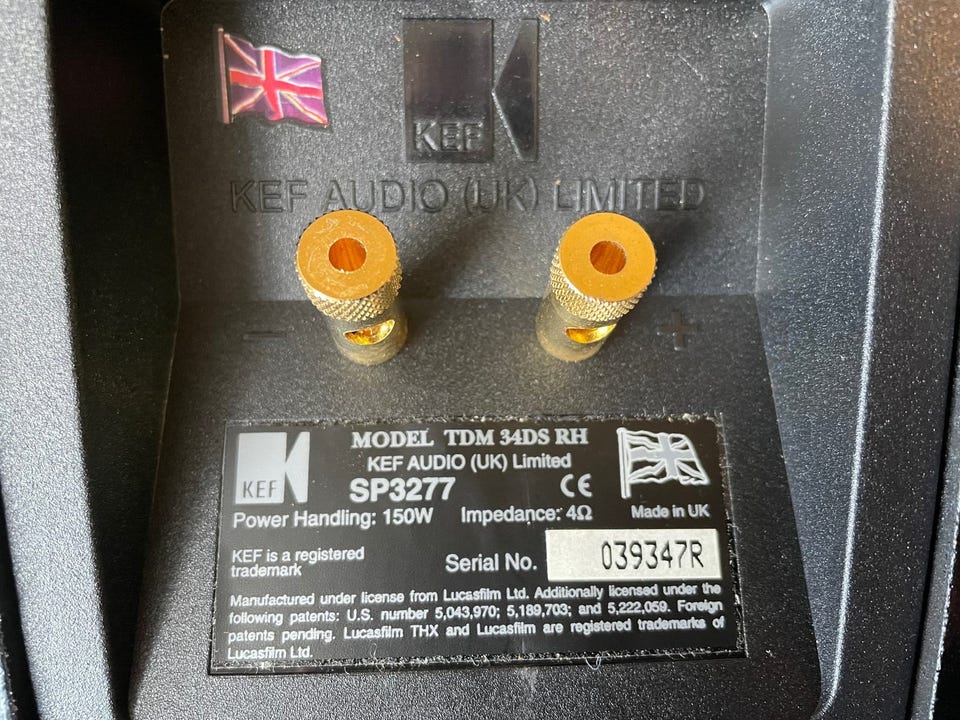 KEF
KEF AUDIO (UK) LIMITED
− +
MODEL TDM 34DS RH
KEF AUDIO (UK) Limited
KEF
SP3277 CE
Power Handling: 150W Impedance: 4Ω Made in UK
KEF is a registered
trademark
Serial No. 039347R
Manufactured under license from Lucasfilm Ltd. Additionally licensed under the
following patents: U.S. number 5,043,970; 5,189,703; and 5,222,059. Foreign
patents pending. Lucasfilm THX and Lucasfilm are registered trademarks of
Lucasfilm Ltd.